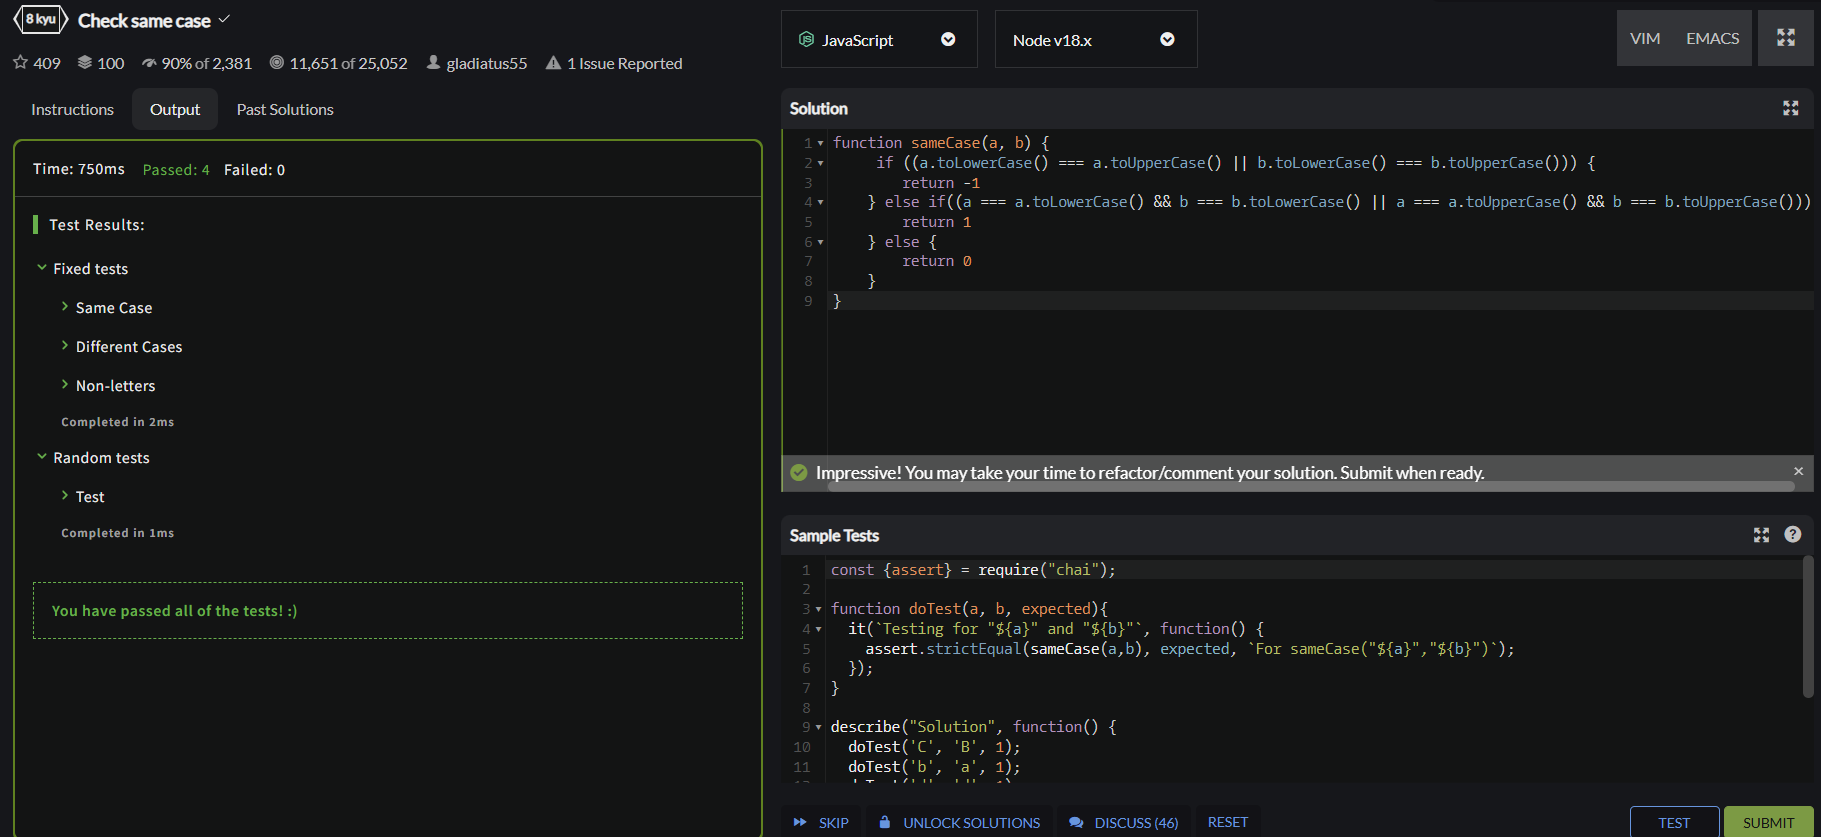 8 kyu Check same case
409 100 90% of 2,381 11,651 of 25,052 gladiatus55 1 Issue Reported
Instructions Output Past Solutions
Time: 750ms Passed: 4 Failed: 0
Test Results:
Fixed tests
Same Case
Different Cases
Non-letters
Completed in 2ms
Random tests
Test
Completed in 1ms
You have passed all of the tests! :)
JavaScript Node v18.x VIM EMACS
Solution
1 function sameCase(a, b) {
2 if ((a.toLowerCase() === a.toUpperCase() || b.toLowerCase() === b.toUpperCase())) {
3 return -1
4 } else if((a === a.toLowerCase() && b === b.toLowerCase() || a === a.toUpperCase() && b === b.toUpperCase()))
5 return 1
6 } else {
7 return 0
8 }
9 }
Impressive! You may take your time to refactor/comment your solution. Submit when ready.
Sample Tests
1 const {assert} = require("chai");
2
3 function doTest(a, b, expected){
4 it(`Testing for "${a}" and "${b}"`, function() {
5 assert.strictEqual(sameCase(a,b), expected, `For sameCase("${a}","${b}")`);
6 });
7 }
8
9 describe("Solution", function() {
10 doTest('C', 'B', 1);
11 doTest('b', 'a', 1);
SKIP UNLOCK SOLUTIONS DISCUSS (46) RESET TEST SUBMIT